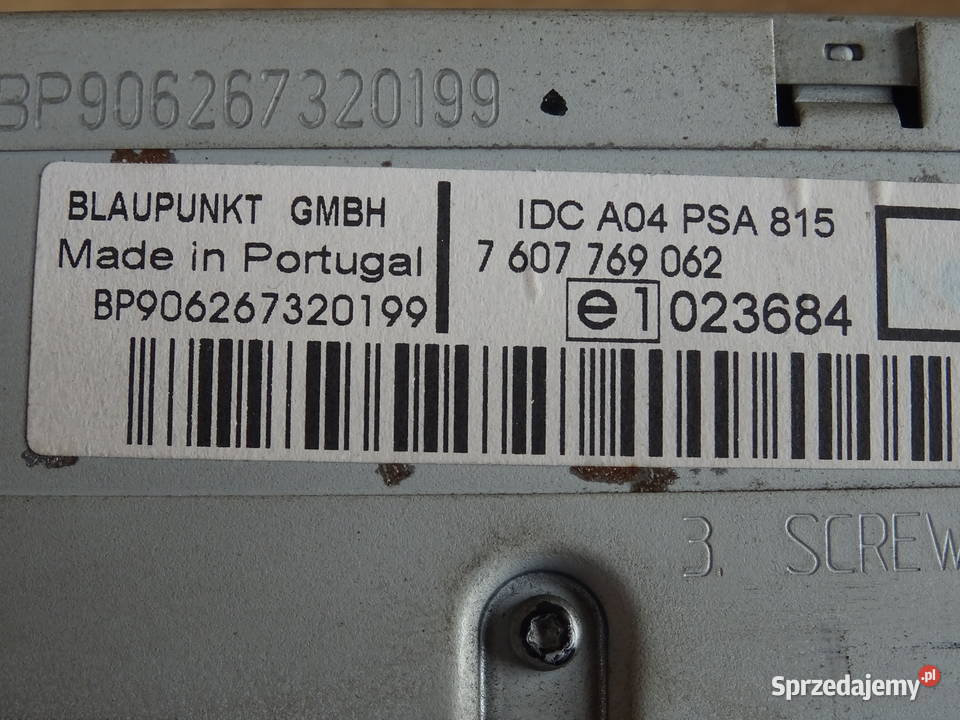 BP906267320199
BLAUPUNKT GMBH
Made in Portugal
BP906267320199
IDC A04 PSA 815
7 607 769 062
e1 023684
3. SCREW
Sprzedajemy.pl